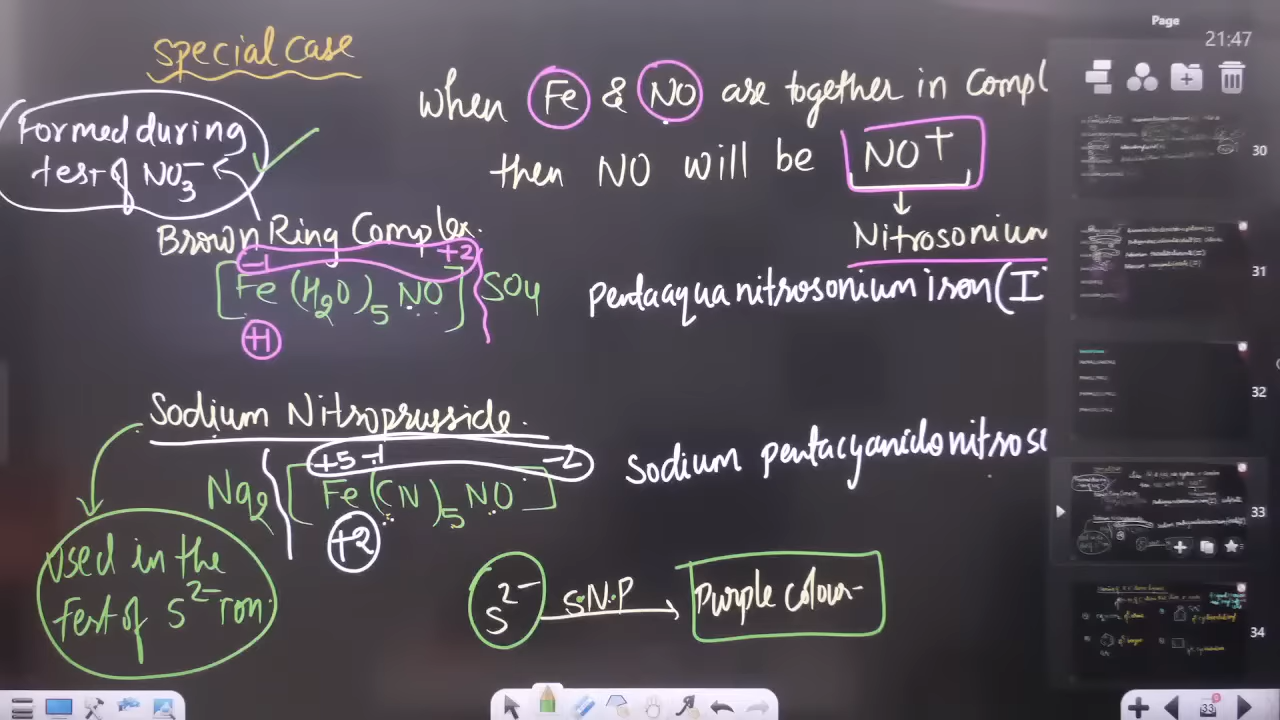 Page
21:47
special case
When Fe & NO are together in Compl
then NO will be NO+
Nitrosonium
Formed during
test of NO3-
Brown Ring Complex.
-1 +2
[Fe(H2O)5NO] SO4
+1
pentaaquanitrosonium iron(I
Sodium Nitroprusside.
+5 -1 -2
Na2 [Fe(CN)5NO]
+2
Sodium pentacyanidonitros
Used in the
test of S2- ion.
S2- S.N.P Purple colour
30
31
32
33
34
33